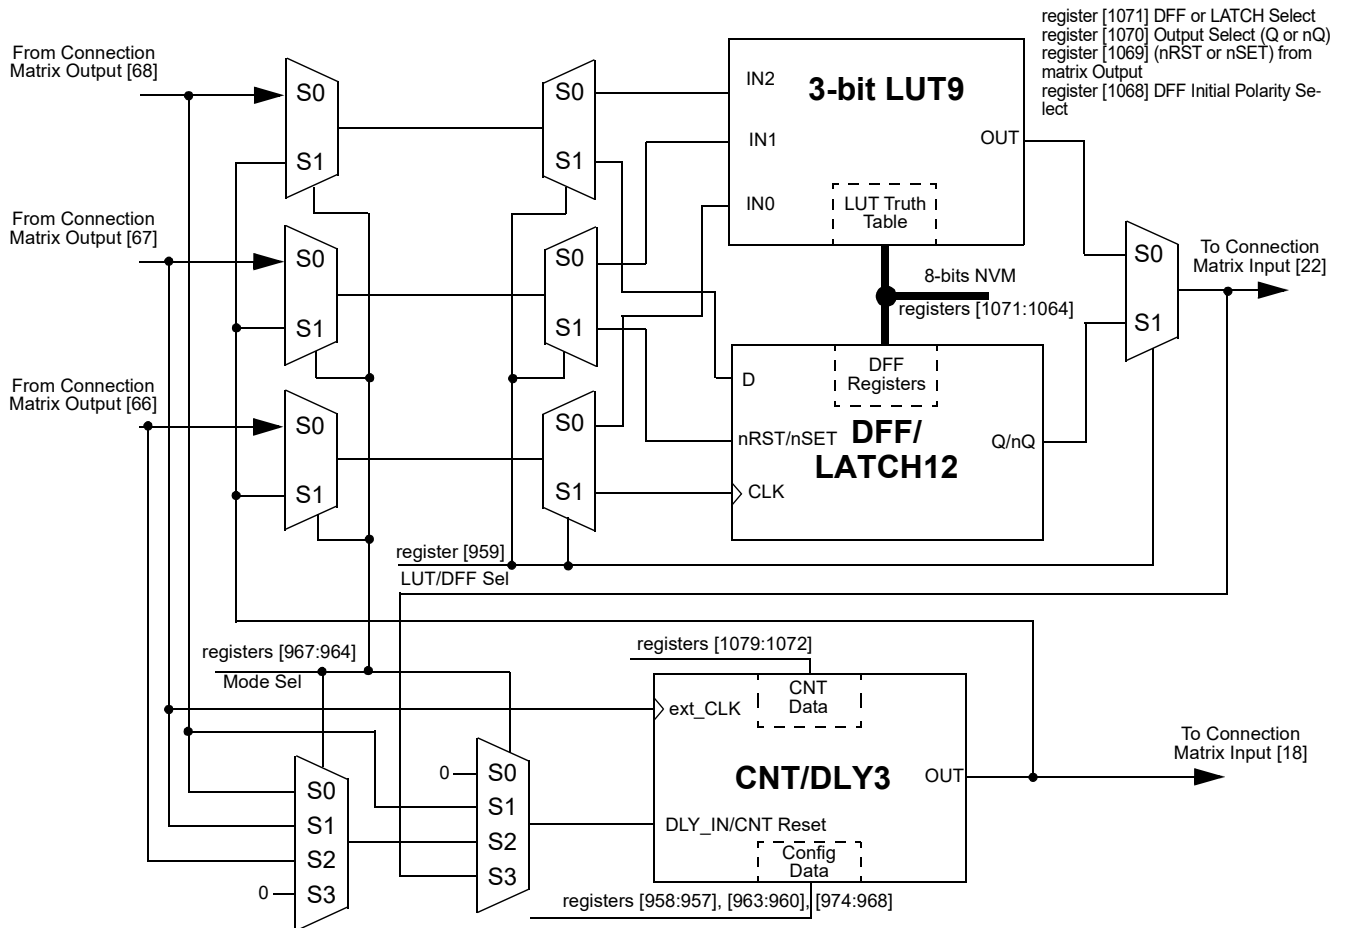 register [1071] DFF or LATCH Select
register [1070] Output Select (Q or nQ)
register [1069] (nRST or nSET) from
matrix Output
register [1068] DFF Initial Polarity Se-
lect
From Connection
Matrix Output [68]
S0
S1
S0
S1
IN2
3-bit LUT9
IN1
OUT
IN0
LUT Truth
Table
From Connection
Matrix Output [67]
S0
S1
S0
S1
S0
S1
To Connection
Matrix Input [22]
8-bits NVM
registers [1071:1064]
From Connection
Matrix Output [66]
S0
S1
S0
S1
D
DFF
Registers
nRST/nSET
DFF/
LATCH12
Q/nQ
CLK
register [959]
LUT/DFF Sel
registers [967:964]
Mode Sel
registers [1079:1072]
CNT
Data
ext_CLK
CNT/DLY3
OUT
To Connection
Matrix Input [18]
DLY_IN/CNT Reset
Config
Data
0
S0
S1
S2
S3
S0
S1
S2
0
S3
registers [958:957], [963:960], [974:968]